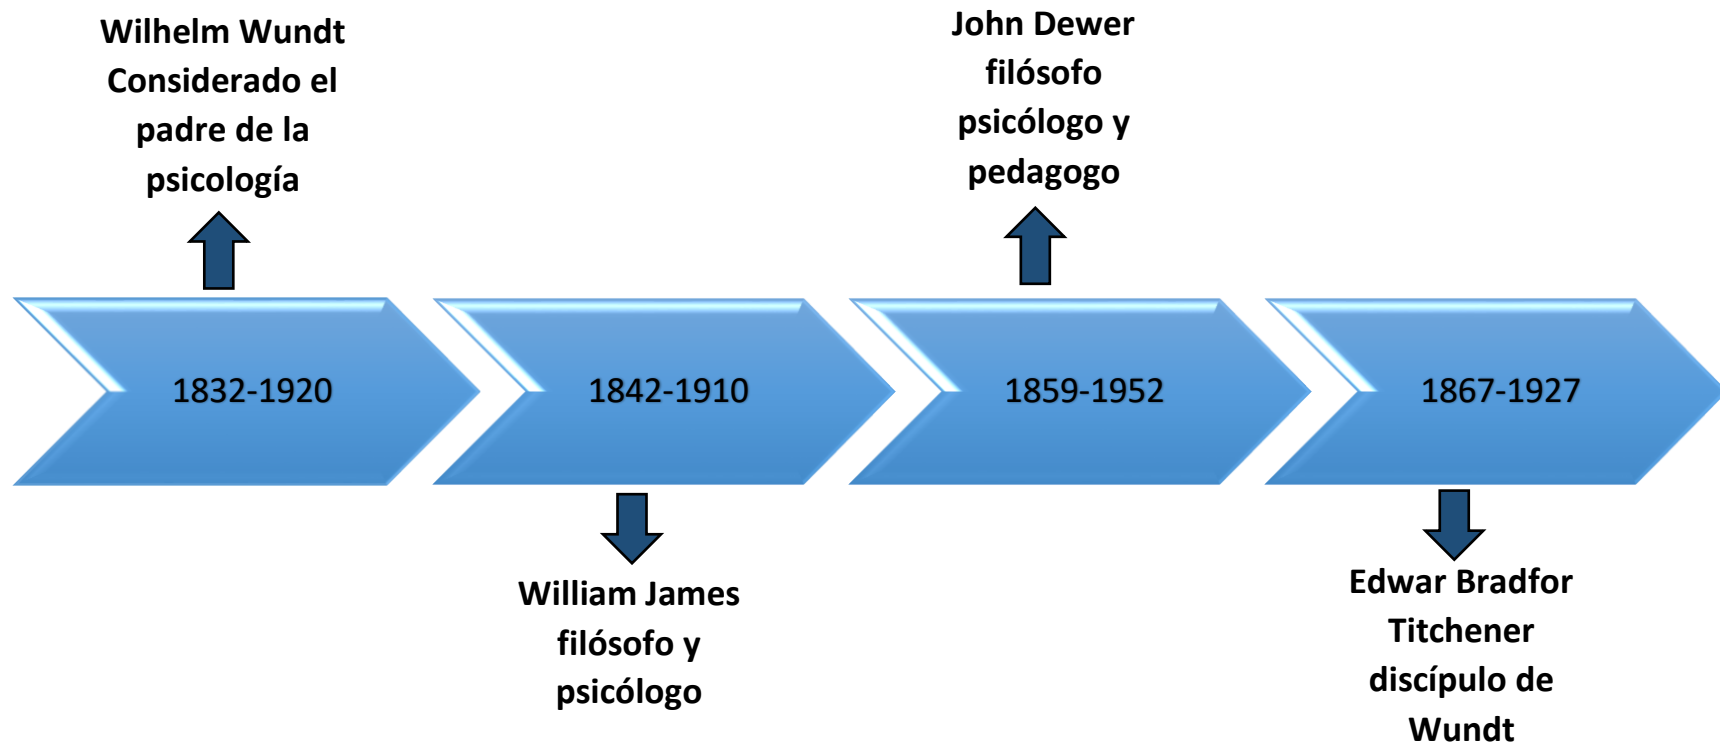 Wilhelm Wundt
Considerado el
padre de la
psicología
John Dewer
filósofo
psicólogo y
pedagogo
1832-1920
1842-1910
1859-1952
1867-1927
William James
filósofo y
psicólogo
Edwar Bradfor
Titchener
discípulo de
Wundt